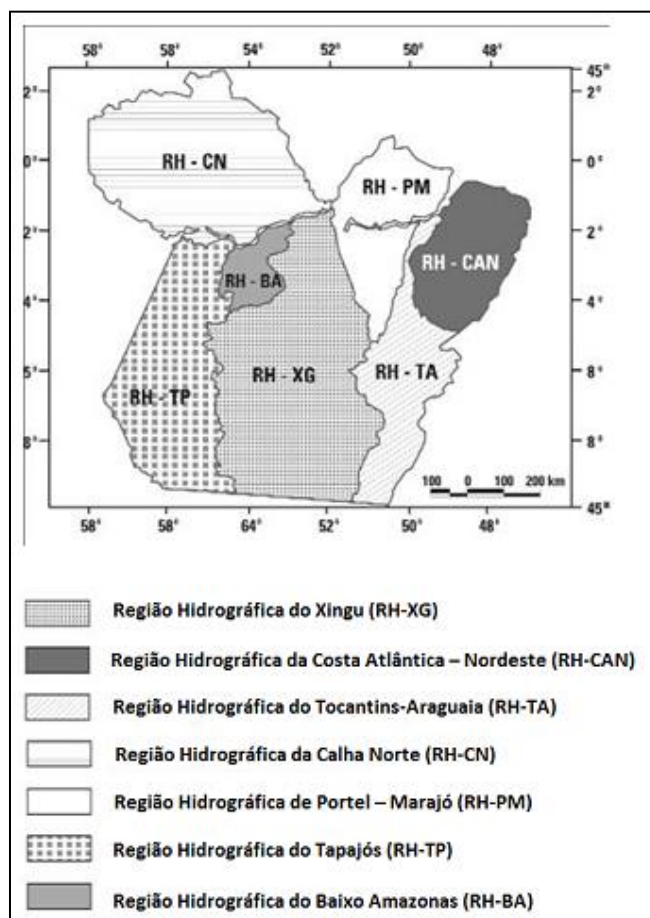 58° 58° 54° 52° 50° 48°
45º
2° 2°
RH - CN
0° 0°
RH - PM
2° 2°
RH - CAN
RH - BA
4° 4°
RH - XG
RH - TA
6° 8°
RH - TP
8° 8°
100 0 100 200 km
45º
58° 58° 64° 52° 50° 48°
Região Hidrográfica do Xingu (RH-XG)
Região Hidrográfica da Costa Atlântica – Nordeste (RH-CAN)
Região Hidrográfica do Tocantins-Araguaia (RH-TA)
Região Hidrográfica da Calha Norte (RH-CN)
Região Hidrográfica de Portel – Marajó (RH-PM)
Região Hidrográfica do Tapajós (RH-TP)
Região Hidrográfica do Baixo Amazonas (RH-BA)